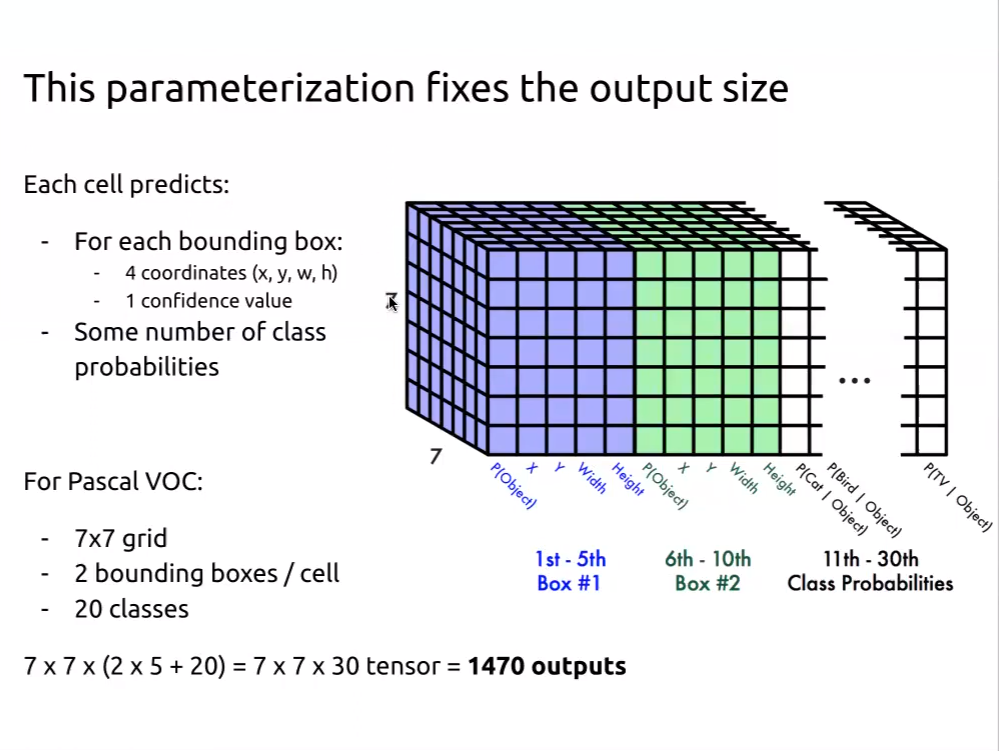 This parameterization fixes the output size
Each cell predicts:
- For each bounding box:
- 4 coordinates (x, y, w, h)
- 1 confidence value
- Some number of class
probabilities
7
7
...
P(Object)
X
Y
Width
Height
P(Object)
X
Y
Width
Height
P(Cat | Object)
P(Bird | Object)
P(TV | Object)
1st - 5th
Box #1
6th - 10th
Box #2
11th - 30th
Class Probabilities
For Pascal VOC:
- 7x7 grid
- 2 bounding boxes / cell
- 20 classes
7 x 7 x (2 x 5 + 20) = 7 x 7 x 30 tensor = 1470 outputs